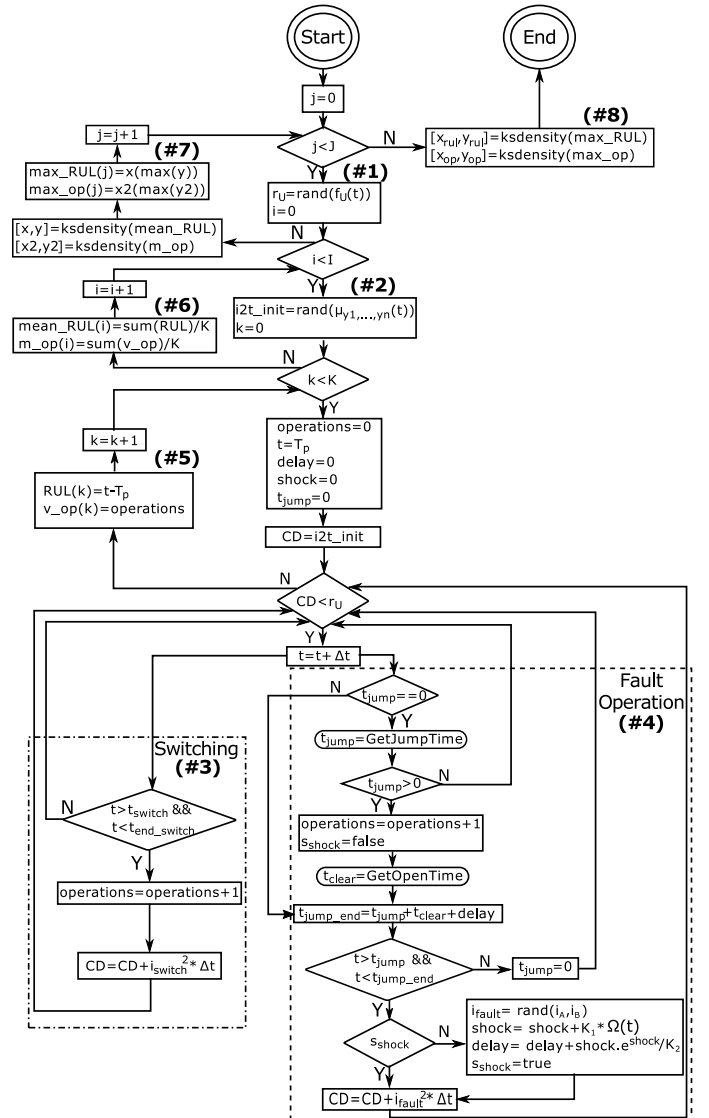 Start
End
j=0
j=j+1
(#7)
j<J
N
(#8)
[x_rul,y_rul]=ksdensity(max_RUL)
[x_op,y_op]=ksdensity(max_op)
max_RUL(j)=x(max(y))
max_op(j)=x2(max(y2))
Y
(#1)
r_U=rand(f_U(t))
i=0
[x,y]=ksdensity(mean_RUL)
[x2,y2]=ksdensity(m_op)
N
i<I
i=i+1
Y
(#2)
(#6)
i2t_init=rand(μ_y1,...,yn(t))
k=0
mean_RUL(i)=sum(RUL)/K
m_op(i)=sum(v_op)/K
N
k<K
Y
k=k+1
operations=0
t=T_p
delay=0
shock=0
t_jump=0
(#5)
RUL(k)=t-T_p
v_op(k)=operations
CD=i2t_init
N
CD<r_U
Y
t=t+ Δt
Fault
Operation
(#4)
N
t_jump==0
Y
t_jump=GetJumpTime
Switching
(#3)
t_jump>0
N
Y
N
t>t_switch &&
t<t_end_switch
operations=operations+1
s_shock=false
Y
t_clear=GetOpenTime
operations=operations+1
t_jump_end=t_jump+t_clear+delay
CD=CD+i_switch²* Δt
t>t_jump &&
t<t_jump_end
N
t_jump=0
Y
s_shock
N
i_fault= rand(i_A,i_B)
shock= shock+K_1*Ω(t)
delay= delay+shock.e^shock/K_2
s_shock=true
Y
CD=CD+i_fault²* Δt